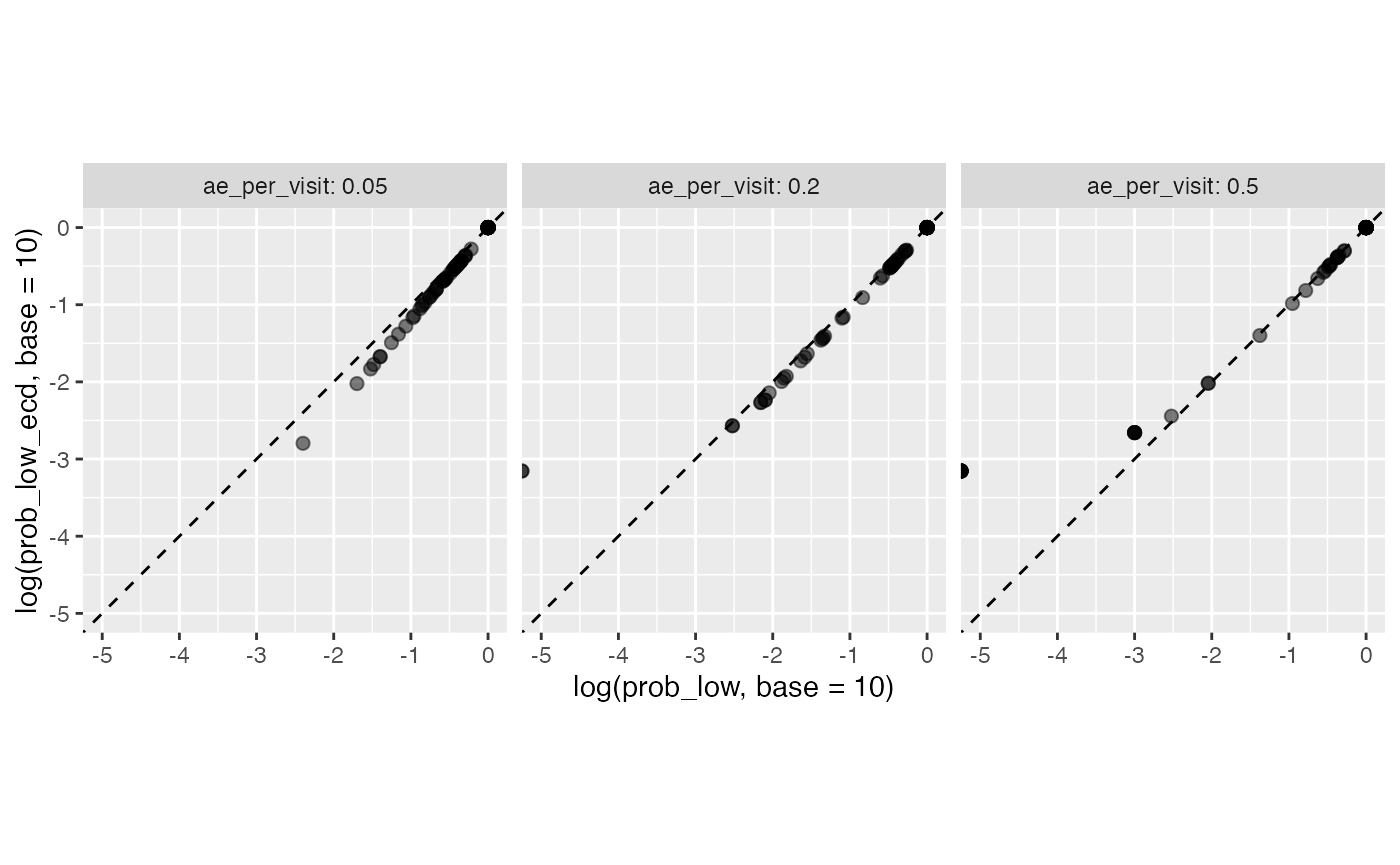 ae_per_visit: 0.05 ae_per_visit: 0.2 ae_per_visit: 0.5
log(prob_low_ecd, base = 10)
0
-1
-2
-3
-4
-5
-5 -4 -3 -2 -1 0 -5 -4 -3 -2 -1 0 -5 -4 -3 -2 -1 0
log(prob_low, base = 10)